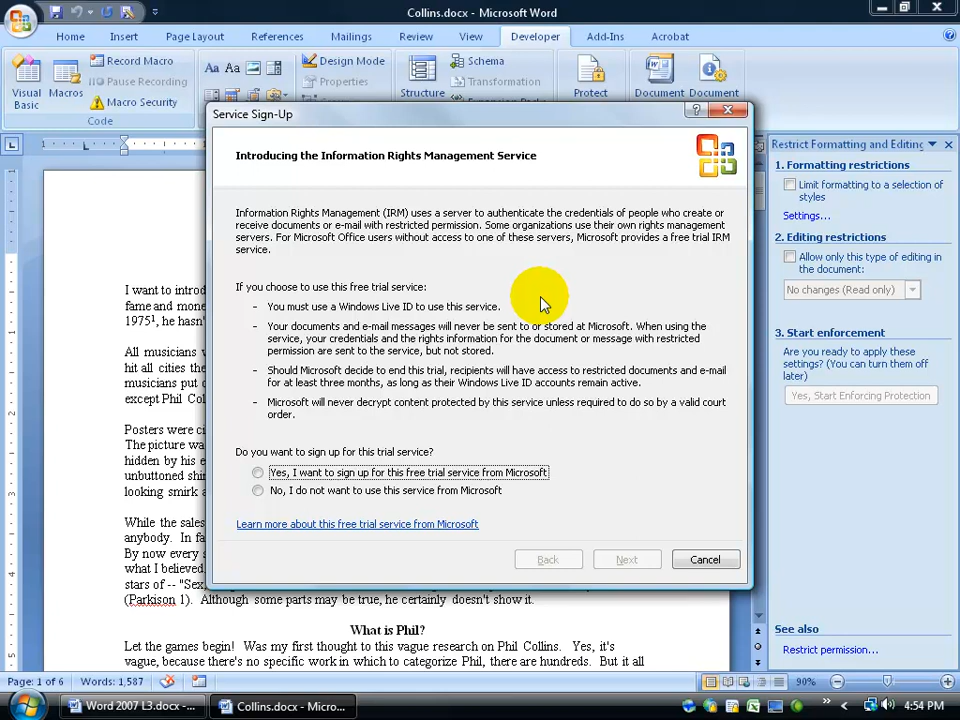 Collins.docx - Microsoft Word
Home Insert Page Layout References Mailings Review View Developer Add-Ins Acrobat
Visual Basic
Macros
Record Macro
Pause Recording
Macro Security
Code
Aa Aa
Design Mode
Properties
Structure
Schema
Transformation
Expansion Packs
Protect
Document
Document
Service Sign-Up
Introducing the Information Rights Management Service
Information Rights Management (IRM) uses a server to authenticate the credentials of people who create or
receive documents or e-mail with restricted permission. Some organizations use their own rights management
servers. For Microsoft Office users without access to one of these servers, Microsoft provides a free trial IRM
service.
If you choose to use this free trial service:
- You must use a Windows Live ID to use this service.
- Your documents and e-mail messages will never be sent to or stored at Microsoft. When using the
service, your credentials and the rights information for the document or message with restricted
permission are sent to the service, but not stored.
- Should Microsoft decide to end this trial, recipients will have access to restricted documents and e-mail
for at least three months, as long as their Windows Live ID accounts remain active.
- Microsoft will never decrypt content protected by this service unless required to do so by a valid court
order.
Do you want to sign up for this trial service?
Yes, I want to sign up for this free trial service from Microsoft
No, I do not want to use this service from Microsoft
Learn more about this free trial service from Microsoft
Back Next Cancel
Restrict Formatting and Editing
1. Formatting restrictions
Limit formatting to a selection of
styles
Settings...
2. Editing restrictions
Allow only this type of editing in
the document:
No changes (Read only)
3. Start enforcement
Are you ready to apply these
settings? (You can turn them off
later)
Yes, Start Enforcing Protection
See also
Restrict permission...
I want to introd
fame and mone
1975¹, he hasn'
All musicians
hit all cities the
musicians put o
except Phil Col
Posters were ci
The picture wa
hidden by his e
unbuttoned shir
looking smirk a
While the sales
anybody. In fa
By now every s
what I believed
stars of -- "Sex,
(Parkison 1). Although some parts may be true, he certainly doesn't show it.
What is Phil?
Let the games begin! Was my first thought to this vague research on Phil Collins. Yes, it's
vague, because there's no specific work in which to categorize Phil, there are hundreds. But it all
Page: 1 of 6 Words: 1,587 90%
Word 2007 L3.docx -... Collins.docx - Micro... 4:54 PM